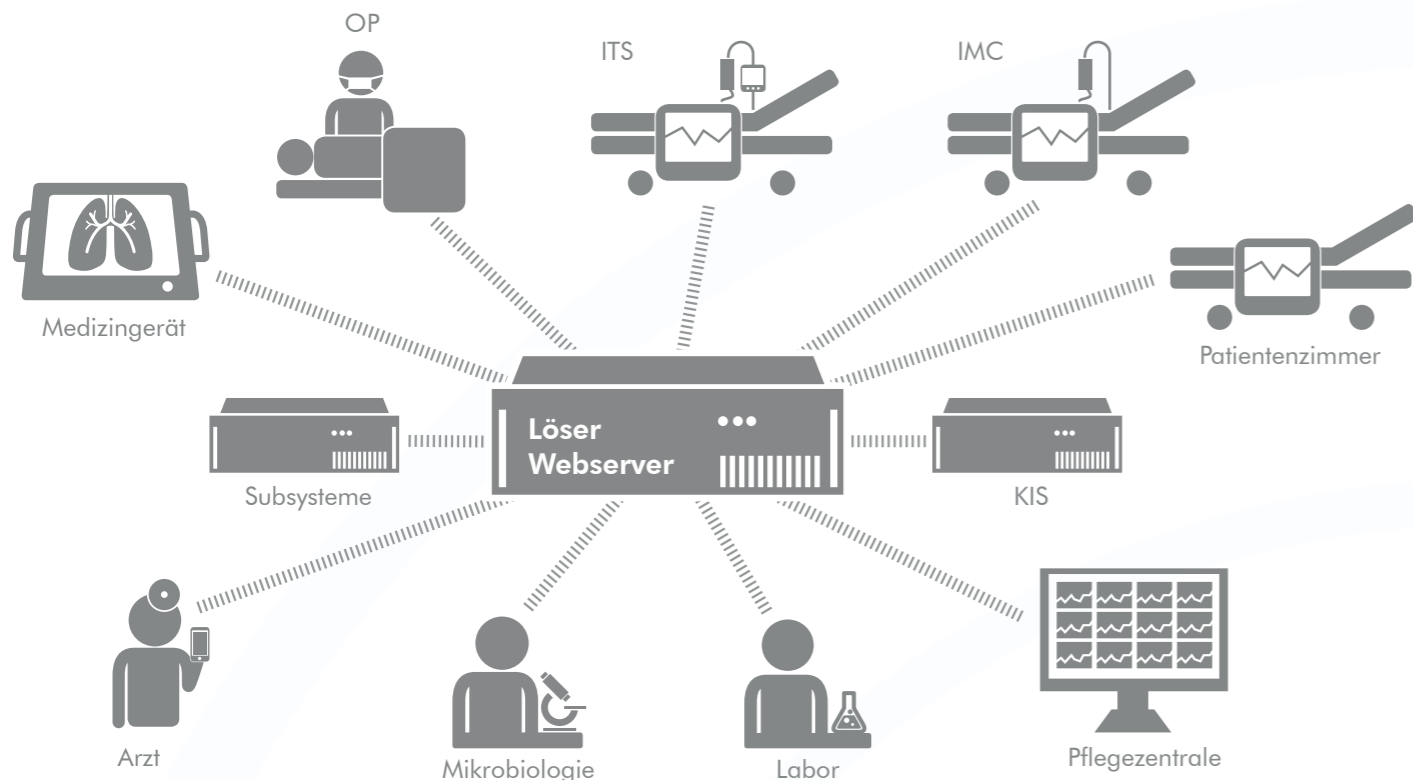 OP
ITS
IMC
Medizingerät
Patientenzimmer
Löser
Webserver
Subsysteme
KIS
Arzt
Mikrobiologie
Labor
Pflegezentrale